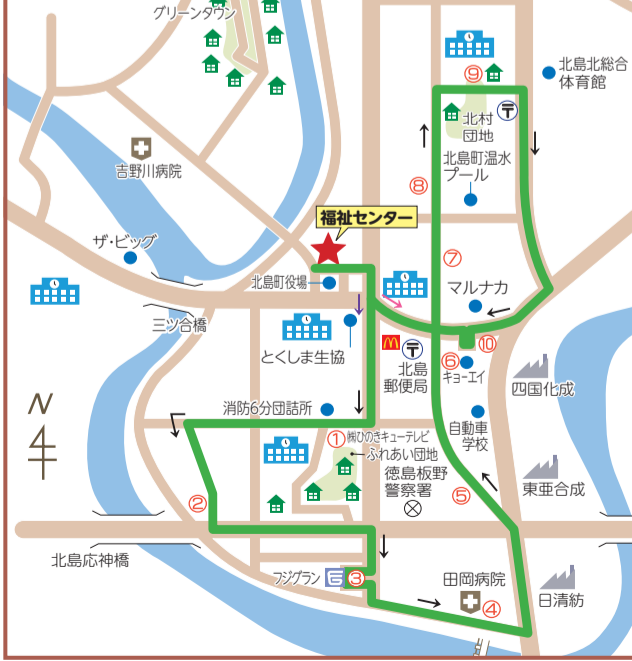 グリーンタウン
⑨
北島北総合
体育館
北村
団地
吉野川病院
北島町温水
プール
⑧
福祉センター
ザ・ビッグ
⑦
北島町役場
マルナカ
三ツ合橋
とくしま生協
M
北島
郵便局
⑥
⑩
キョーエイ
四国化成
消防6分団詰所
自動車
学校
N
①
㈱ひのきキューテレビ
ふれあい団地
徳島板野
警察署
東亜合成
②
⑤
北島応神橋
フジグラン
③
田岡病院
④
日清紡